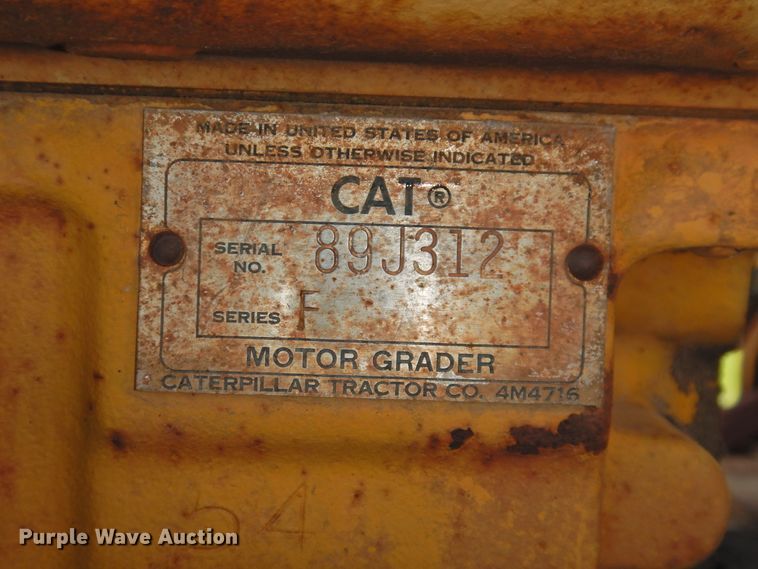 MADE IN UNITED STATES OF AMERICA
UNLESS OTHERWISE INDICATED
CAT®
SERIAL NO. 89J312
SERIES F
MOTOR GRADER
CATERPILLAR TRACTOR CO. 4M4716
54
Purple Wave Auction